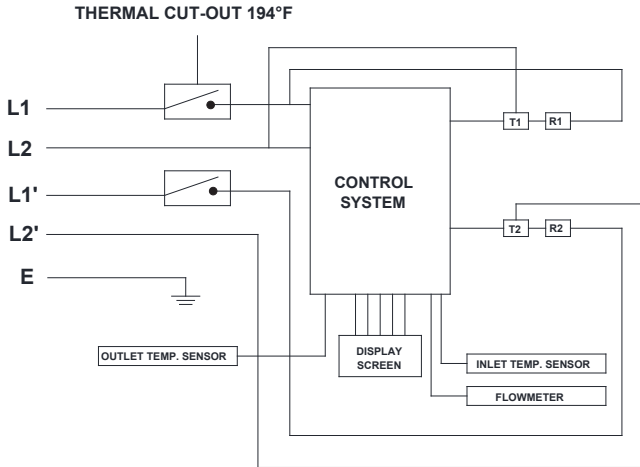 THERMAL CUT-OUT 194°F
L1
L2
L1'
L2'
E
CONTROL
SYSTEM
T1
R1
T2
R2
OUTLET TEMP. SENSOR
DISPLAY
SCREEN
INLET TEMP. SENSOR
FLOWMETER